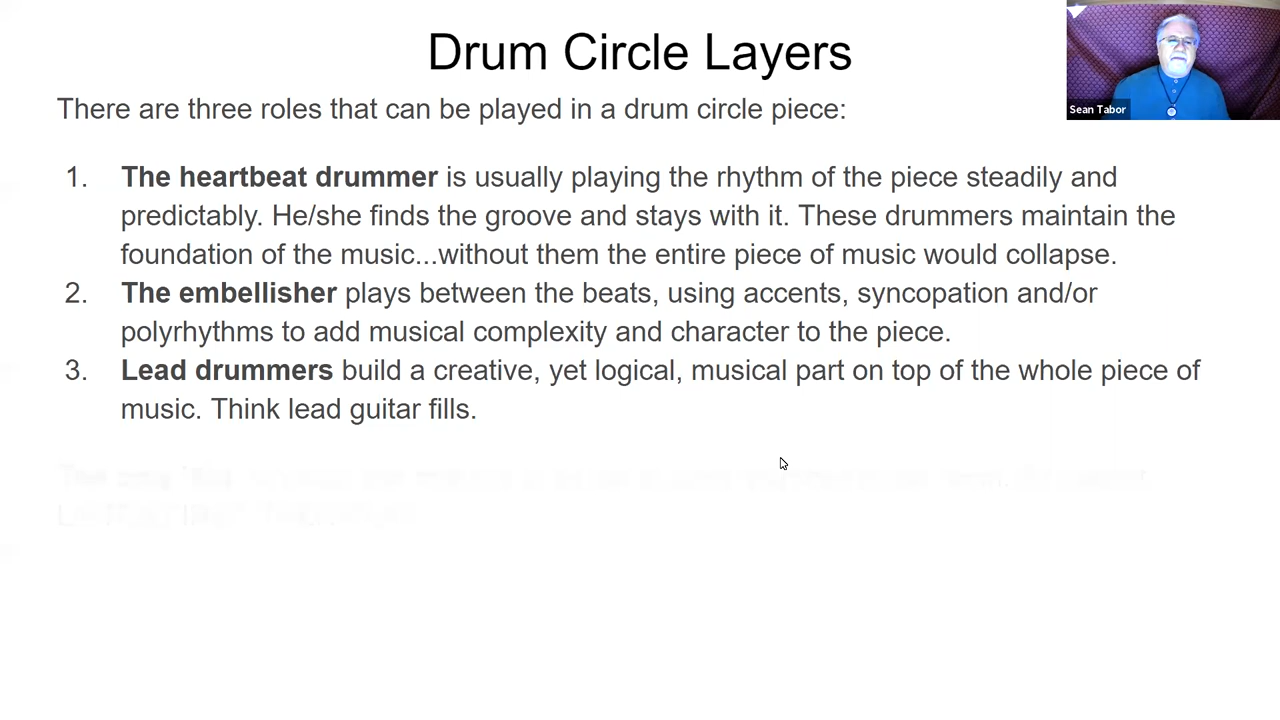 Drum Circle Layers
Sean Tabor
There are three roles that can be played in a drum circle piece:
1. The heartbeat drummer is usually playing the rhythm of the piece steadily and
predictably. He/she finds the groove and stays with it. These drummers maintain the
foundation of the music...without them the entire piece of music would collapse.
2. The embellisher plays between the beats, using accents, syncopation and/or
polyrhythms to add musical complexity and character to the piece.
3. Lead drummers build a creative, yet logical, musical part on top of the whole piece of
music. Think lead guitar fills.